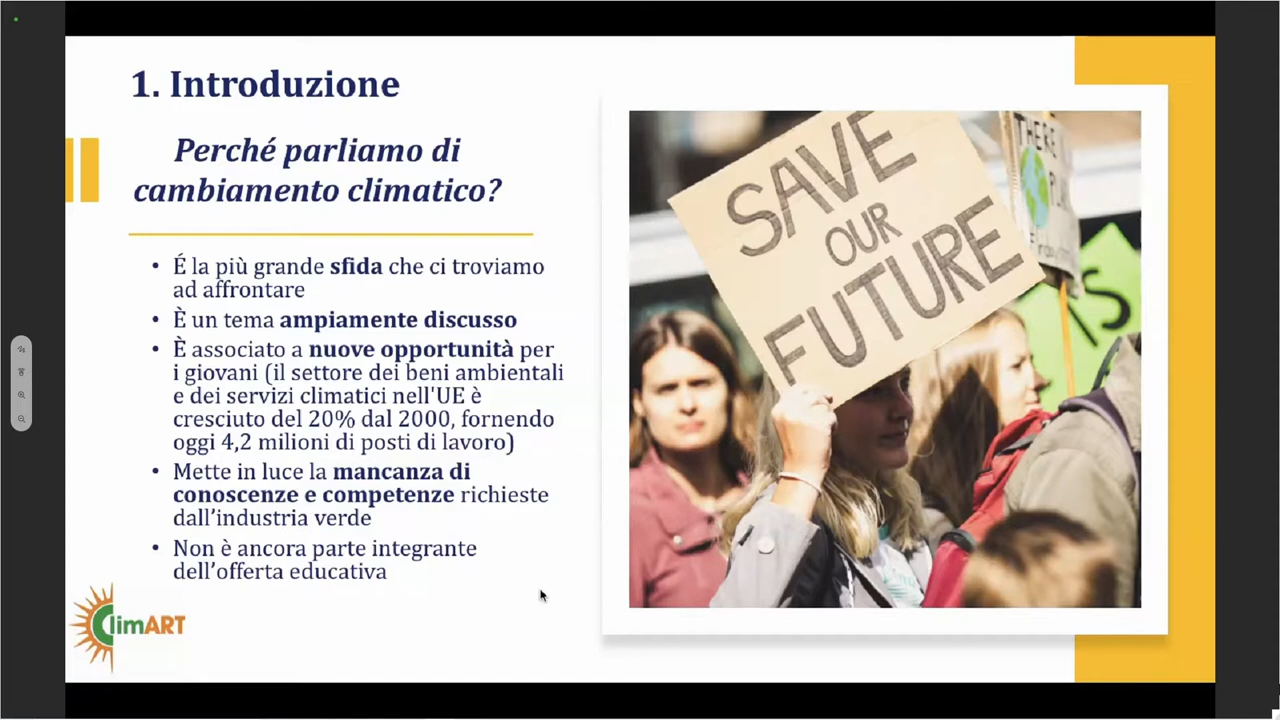 1. Introduzione
Perché parliamo di
cambiamento climatico?
• É la più grande sfida che ci troviamo
ad affrontare
• È un tema ampiamente discusso
• È associato a nuove opportunità per
i giovani (il settore dei beni ambientali
e dei servizi climatici nell'UE è
cresciuto del 20% dal 2000, fornendo
oggi 4,2 milioni di posti di lavoro)
• Mette in luce la mancanza di
conoscenze e competenze richieste
dall’industria verde
• Non è ancora parte integrante
dell’offerta educativa
ClimART
SAVE
OUR
FUTURE
THERE